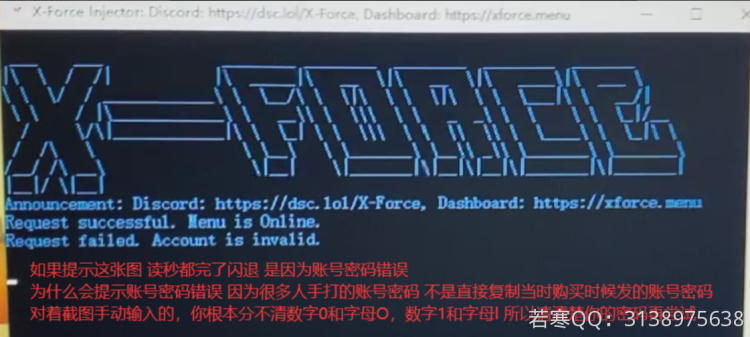 X-Force Injector: Discord: https://dsc.lol/X-Force, Dashboard: https://xforce.menu
X-FORCE
Announcement: Discord: https://dsc.lol/X-Force, Dashboard: https://xforce.menu
Request successful. Menu is Online.
Request failed. Account is invalid.
如果提示这张图 读秒都完了闪退 是因为账号密码错误
为什么会提示账号密码错误 因为很多人手打的账号密码 不是直接复制当时购买时候发的账号密码
对着截图手动输入的，你根本分不清数字0和字母O，数字1和字母l 所以
若寒QQ：3138975638